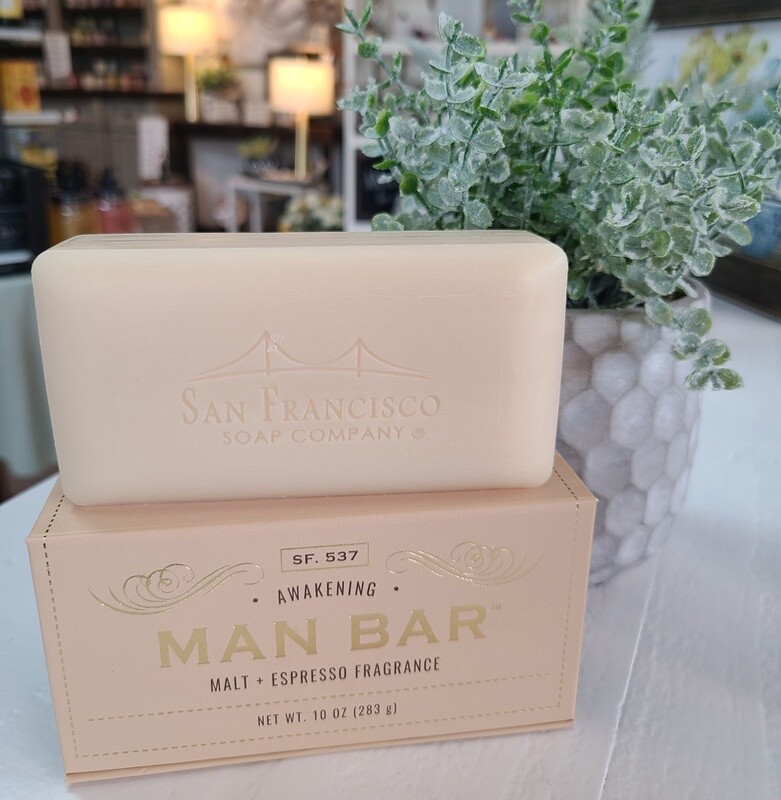 San Francisco
SOAP COMPANY ®
SF. 537
• AWAKENING •
MAN BAR™
MALT + ESPRESSO FRAGRANCE
NET WT. 10 OZ (283 g)